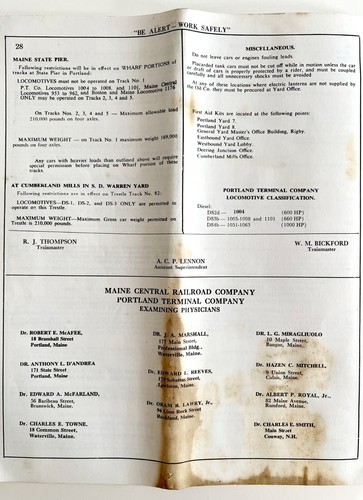 "BE ALERT—WORK SAFELY"
28
MAINE STATE PIER.
Following restrictions will be in effect on WHARF PORTIONS of
tracks at State Pier in Portland:
LOCOMOTIVES must not be operated on Track No. 1
P.T. Co. Locomotives 1004 to 1008, and 1101, Maine Central
Locomotives 953 to 962, and Boston and Maine Locomotives 1174
ONLY may be operated on Tracks 2, 3, 4 and 5.
On Tracks Nos. 2, 3, 4 and 5 — Maximum allowable load
210,000 pounds on four axles.
MAXIMUM WEIGHT — On Track No. 1 maximum weight 169,000
pounds on four axles.
Any cars with heavier loads than outlined above will require
special permission before placing on Wharf portion of these
tracks.
AT CUMBERLAND MILLS IN S. D. WARREN YARD
Following restrictions are in effect on Trestle Track No. 82:
LOCOMOTIVES—DS-1, DS-2, and DS-3 ONLY are permitted to
operate on this Trestle.
MAXIMUM WEIGHT—Maximum Gross car weight permitted on
Trestle is 210,000 pounds.
MISCELLANEOUS.
Do not leave cars or engines fouling leads.
Placarded tank cars must not be cut off while in motion unless the car
or draft of cars is properly protected by a rider, and must be coupled
carefully and all unnecessary shocks must be avoided
At any of these locations where electric lanterns are not supplied by
the Oil Co. they must be procured at Yard Office.
First Aid Kits are located at the following points:
Portland Yard 7.
Portland Yard 8.
General Yard Master's Office Building, Rigby.
Eastbound Yard Office.
Westbound Yard Lobby.
Deering Junction Office.
Cumberland Mills Office.
PORTLAND TERMINAL COMPANY
LOCOMOTIVE CLASSIFICATION.
Diesel:
DS2d— 1004 (600 HP)
DS3b—1005-1008 and 1101 (660 HP)
DS4b—1051-1063 (1000 HP)
R. J. THOMPSON
Trainmaster
W. M. BICKFORD
Trainmaster
A. C. P. LENNON
Assistant Superintendent
MAINE CENTRAL RAILROAD COMPANY
PORTLAND TERMINAL COMPANY
EXAMINING PHYSICIANS
Dr. ROBERT E. McAFEE,
18 Bramhall Street
Portland, Maine.
DR. ANTHONY L. D'ANDREA
171 State Street
Portland, Maine.
Dr. EDWARD A. McFARLAND,
56 Baribeau Street,
Brunswick, Maine.
Dr. CHARLES E. TOWNE,
18 Common Street,
Waterville, Maine.
DR. J. A. MARSHALL,
177 Main Street,
Professional Bldg.,
Waterville, Maine.
Dr. EDWARD L. REEVES,
Sabattus Street,
Lewiston, Maine.
Dr. ORAM R. LAWRY, Jr.,
Lime Rock Street
Rockland, Maine.
DR. L. G. MIRAGLIUOLO
10 Maple Street,
Bangor, Maine.
Dr. HAZEN C. MITCHELL,
Union Street,
Calais, Maine.
Dr. ALBERT P. ROYAL, Jr.,
82 Maine Avenue,
Rumford, Maine.
Dr. CHARLES E. SMITH,
Main Street
Conway, N.H.